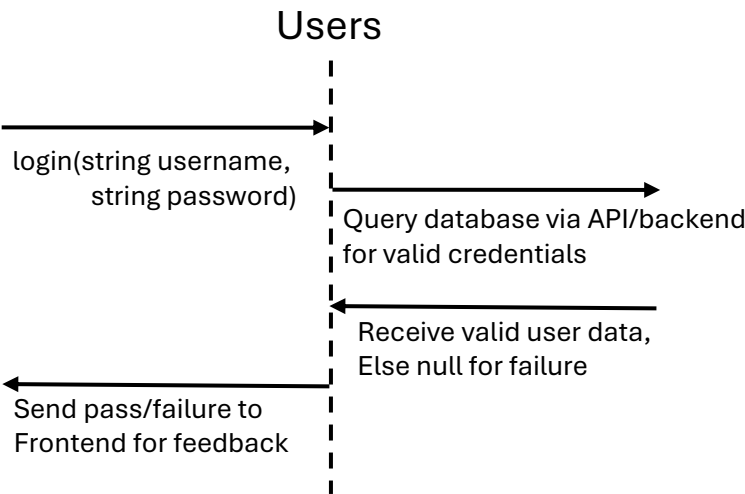 Users
login(string username,
string password)
Query database via API/backend
for valid credentials
Receive valid user data,
Else null for failure
Send pass/failure to
Frontend for feedback